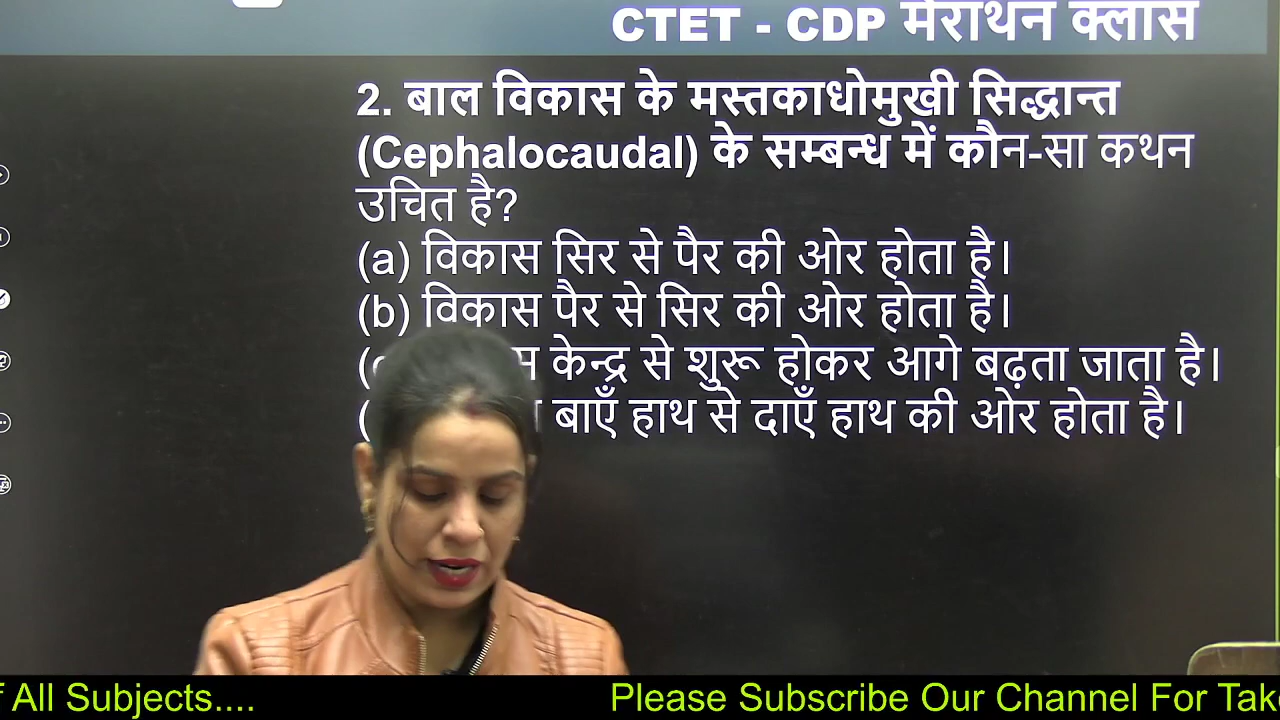 CTET - CDP मैराथन क्लास
2. बाल विकास के मस्तकाधोमुखी सिद्धान्त
(Cephalocaudal) के सम्बन्ध में कौन-सा कथन
उचित है?
(a) विकास सिर से पैर की ओर होता है।
(b) विकास पैर से सिर की ओर होता है।
केन्द्र से शुरू होकर आगे बढ़ता जाता है।
बाएँ हाथ से दाएँ हाथ की ओर होता है।
All Subjects.... Please Subscribe Our Channel For